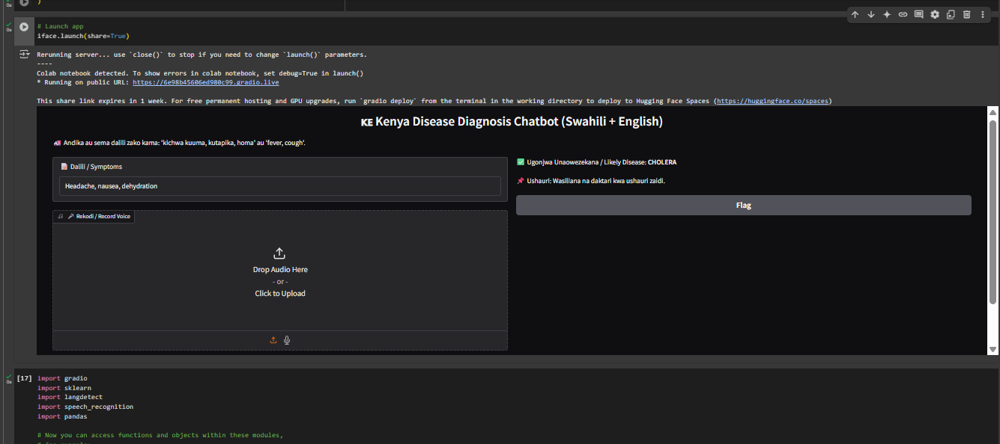 0s
)
0s
# Launch app
iface.launch(share=True)
Rerunning server... use `close()` to stop if you need to change `launch()` parameters.
----
Colab notebook detected. To show errors in colab notebook, set debug=True in launch()
* Running on public URL: https://6e98b45606ed980c99.gradio.live
This share link expires in 1 week. For free permanent hosting and GPU upgrades, run `gradio deploy` from the terminal in the working directory to deploy to Hugging Face Spaces (https://huggingface.co/spaces)
KE Kenya Disease Diagnosis Chatbot (Swahili + English)
Andika au sema dalili zako kama: 'kichwa kuuma, kutapika, homa' au 'fever, cough'.
Dalili / Symptoms
Headache, nausea, dehydration
Rekodi / Record Voice
Drop Audio Here
- or -
Click to Upload
✅ Ugonjwa Unaowezekana / Likely Disease: CHOLERA
📌 Ushauri: Wasiliana na daktari kwa ushauri zaidi.
Flag
0s
[17] import gradio
import sklearn
import langdetect
import speech_recognition
import pandas
# Now you can access functions and objects within these modules,